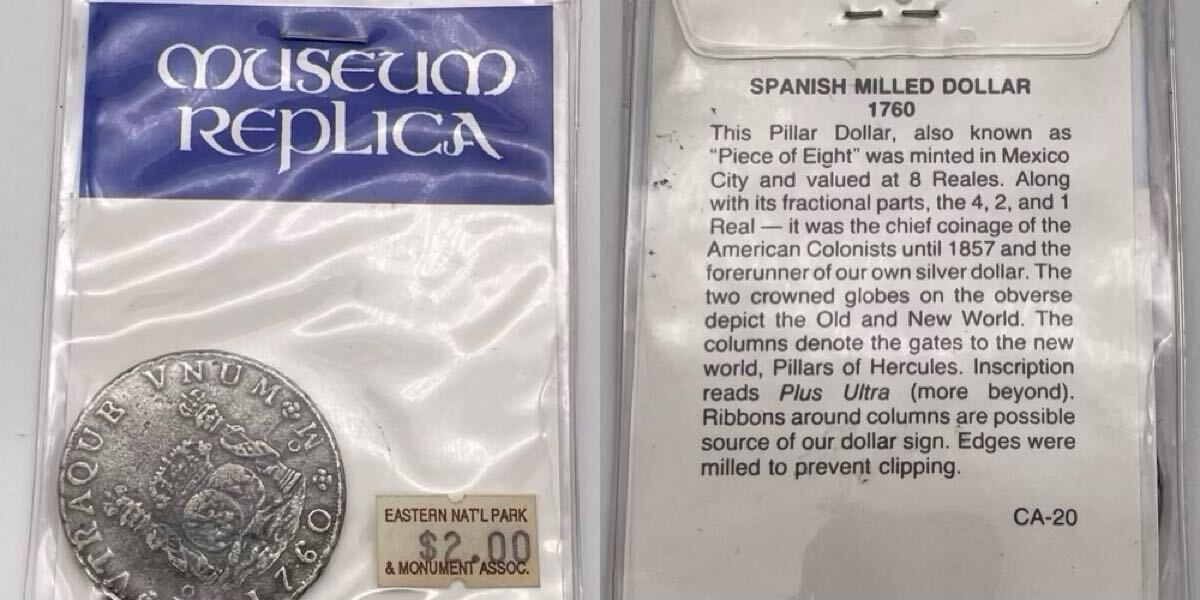 MUSEUM
REPLICA
VTRAQUE VNUM M 1760
EASTERN NAT'L PARK
$2.00
& MONUMENT ASSOC.
SPANISH MILLED DOLLAR
1760
This Pillar Dollar, also known as
"Piece of Eight" was minted in Mexico
City and valued at 8 Reales. Along
with its fractional parts, the 4, 2, and 1
Real — it was the chief coinage of the
American Colonists until 1857 and the
forerunner of our own silver dollar. The
two crowned globes on the obverse
depict the Old and New World. The
columns denote the gates to the new
world, Pillars of Hercules. Inscription
reads Plus Ultra (more beyond).
Ribbons around columns are possible
source of our dollar sign. Edges were
milled to prevent clipping.
CA-20